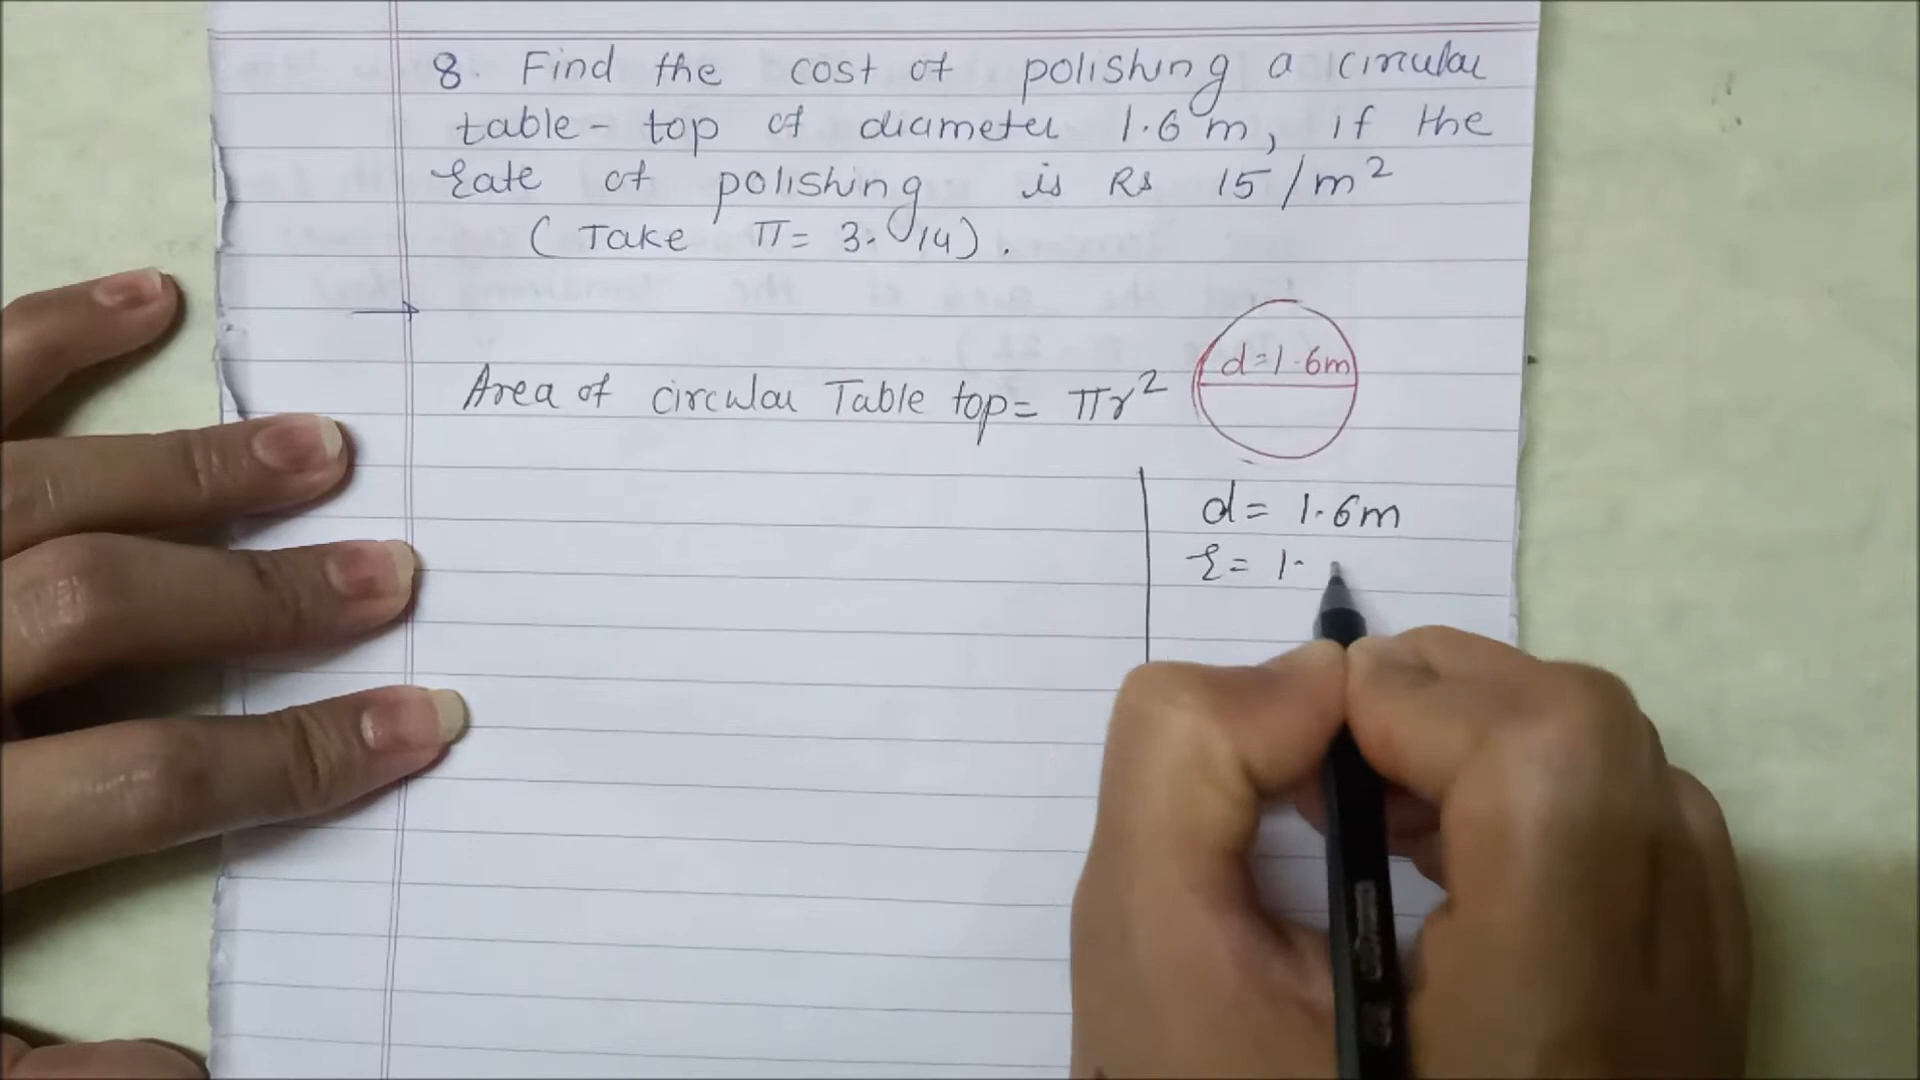 8. Find the cost of polishing a circular
table-top of diameter 1.6 m, if the
rate of polishing is Rs 15/m²
(Take π = 3.14).
d=1.6m
Area of circular Table top = πr²
d = 1.6m
r = 1.